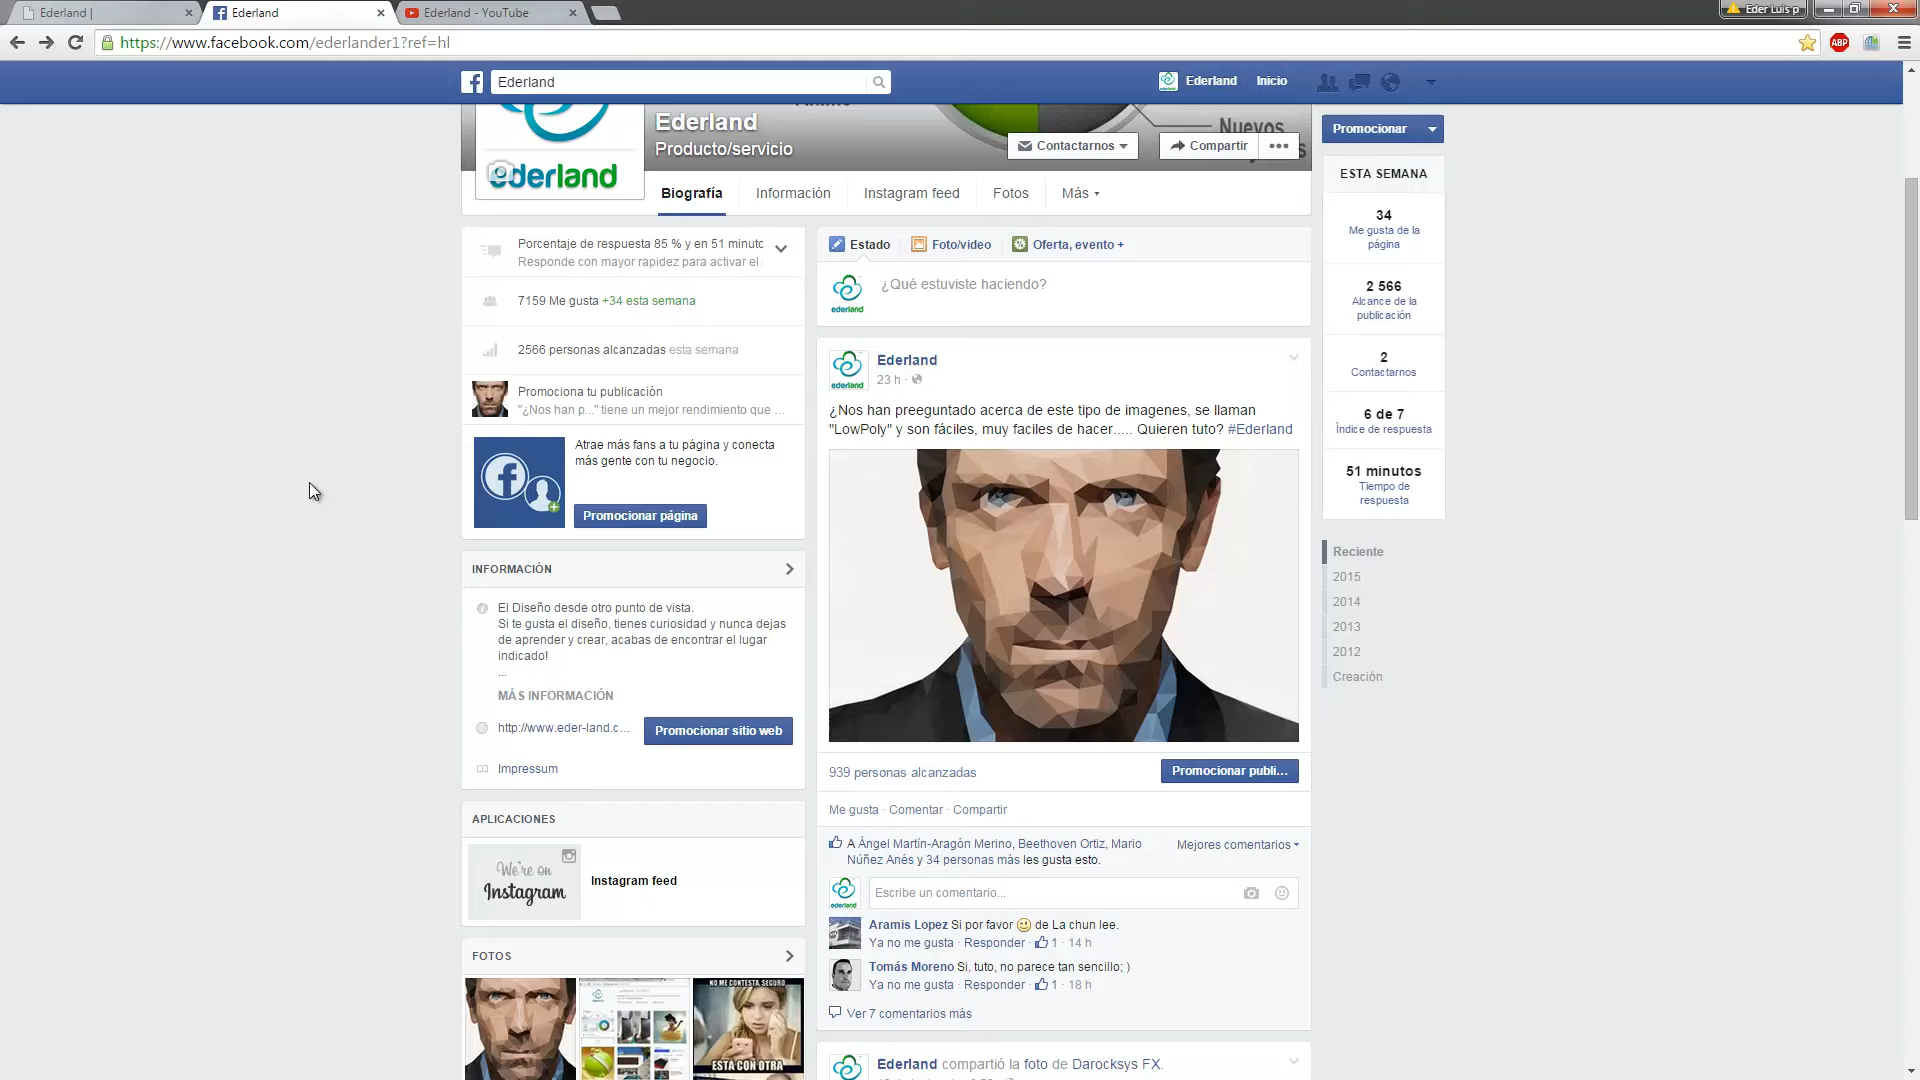 Ederland |
Ederland
Ederland - YouTube
Eder Luis p
https://www.facebook.com/ederlander1?ref=hl
ABP
Ederland
Ederland
Inicio
Ederland
Producto/servicio
Nuevos
ederland
Contactarnos
Compartir
Biografía
Información
Instagram feed
Fotos
Más
Promocionar
ESTA SEMANA
34
Me gusta de la
página
2 566
Alcance de la
publicación
2
Contactarnos
6 de 7
Índice de respuesta
51 minutos
Tiempo de
respuesta
Reciente
2015
2014
2013
2012
Creación
Porcentaje de respuesta 85 % y en 51 minutc
Responde con mayor rapidez para activar el
7159 Me gusta +34 esta semana
2566 personas alcanzadas esta semana
Promociona tu publicación
"¿Nos han p..." tiene un mejor rendimiento que ...
Atrae más fans a tu página y conecta
más gente con tu negocio.
Promocionar página
INFORMACIÓN
El Diseño desde otro punto de vista.
Si te gusta el diseño, tienes curiosidad y nunca dejas
de aprender y crear, acabas de encontrar el lugar
indicado!
...
MÁS INFORMACIÓN
http://www.eder-land.c...
Promocionar sitio web
Impressum
APLICACIONES
We're on
Instagram
Instagram feed
FOTOS
NO ME CONTESTA, SEGURO
ESTA CON OTRA
Estado
Foto/video
Oferta, evento +
¿Qué estuviste haciendo?
ederland
Ederland
23 h ·
ederland
¿Nos han preeguntado acerca de este tipo de imagenes, se llaman
"LowPoly" y son fáciles, muy faciles de hacer..... Quieren tuto? #Ederland
939 personas alcanzadas
Promocionar publi...
Me gusta · Comentar · Compartir
A Ángel Martín-Aragón Merino, Beethoven Ortiz, Mario
Núñez Anés y 34 personas más les gusta esto.
Mejores comentarios
ederland
Escribe un comentario...
Aramis Lopez Si por favor de La chun lee.
Ya no me gusta · Responder · 1 · 14 h
Tomás Moreno Si, tuto, no parece tan sencillo; )
Ya no me gusta · Responder · 1 · 18 h
Ver 7 comentarios más
Ederland compartió la foto de Darocksys FX.